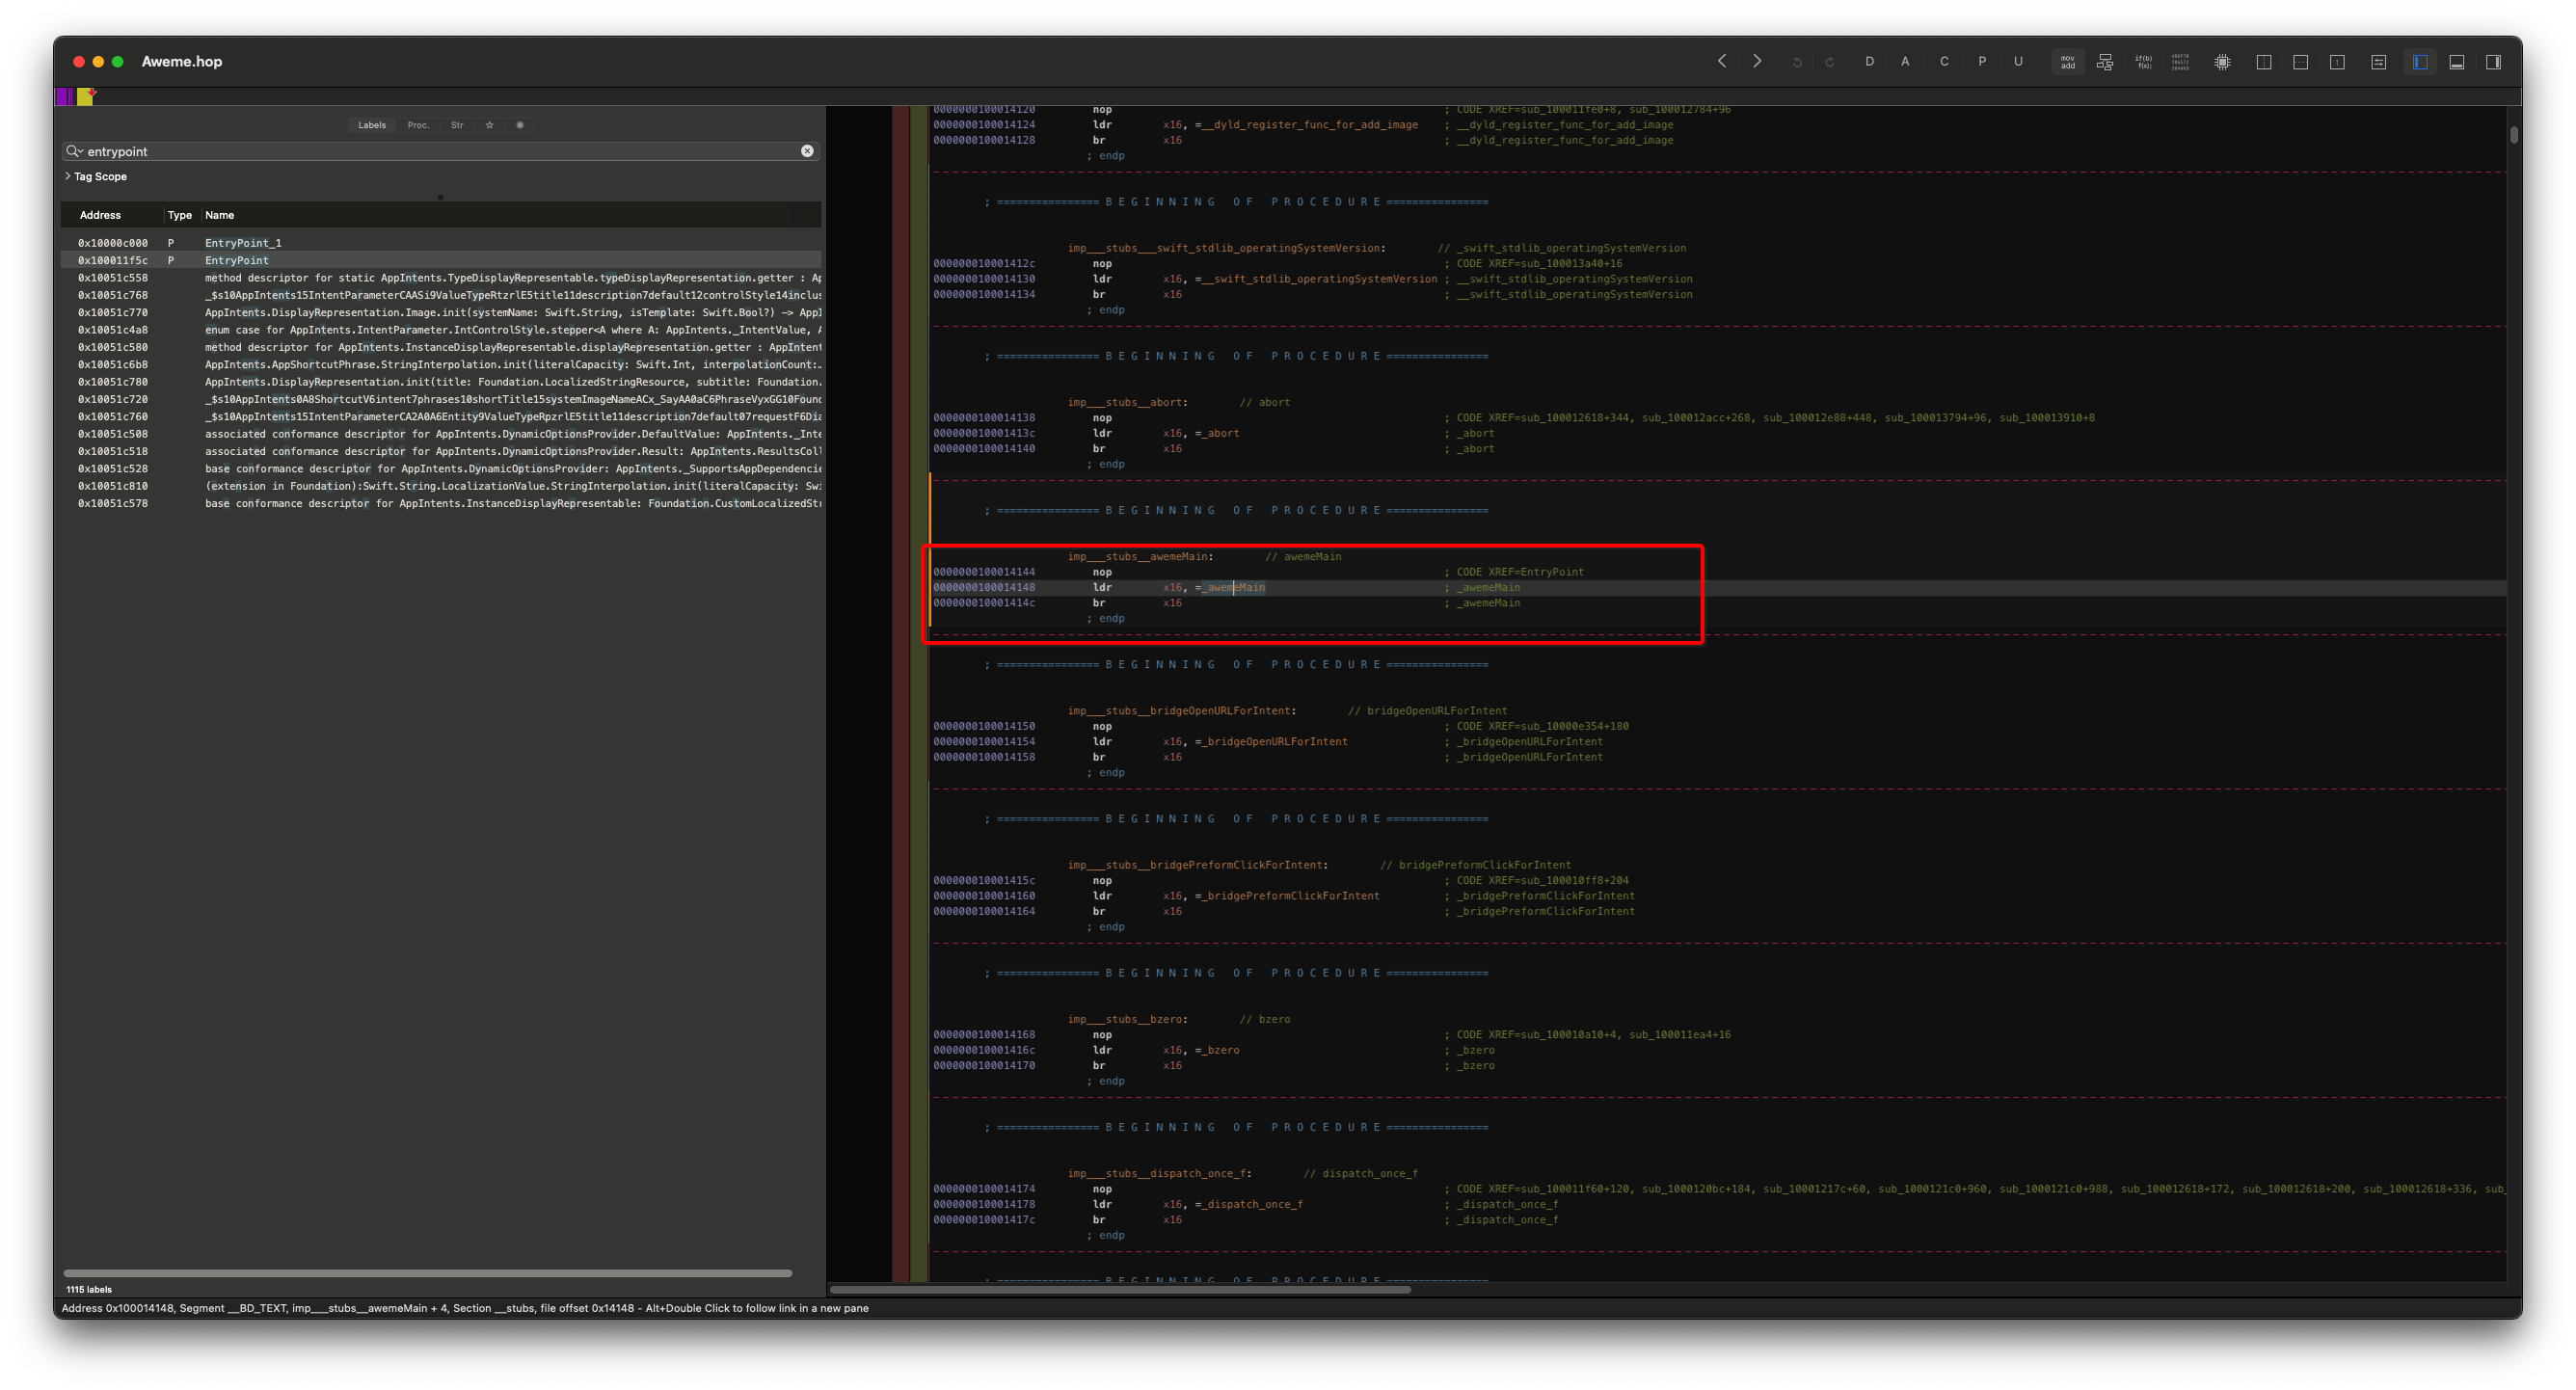 Aweme.hop
D A C P U mov add if(b) f(x);
Labels Proc. Str
entrypoint
Tag Scope
Address Type Name
0x10000c000 P EntryPoint_1
0x100011f5c P EntryPoint
0x10051c558 method descriptor for static AppIntents.TypeDisplayRepresentable.typeDisplayRepresentation.getter : Ap
0x10051c768 _$s10AppIntents15IntentParameterCAASi9ValueTypeRtzrlE5title11description7default12controlStyle14inclus
0x10051c770 AppIntents.DisplayRepresentation.Image.init(systemName: Swift.String, isTemplate: Swift.Bool?) -> AppI
0x10051c4a8 enum case for AppIntents.IntentParameter.IntControlStyle.stepper<A where A: AppIntents._IntentValue, A
0x10051c580 method descriptor for AppIntents.InstanceDisplayRepresentable.displayRepresentation.getter : AppIntent
0x10051c6b8 AppIntents.AppShortcutPhrase.StringInterpolation.init(literalCapacity: Swift.Int, interpolationCount:…
0x10051c780 AppIntents.DisplayRepresentation.init(title: Foundation.LocalizedStringResource, subtitle: Foundation.
0x10051c720 _$s10AppIntents0A8ShortcutV6intent7phrases10shortTitle15systemImageNameACx_SayAA0aC6PhraseVyxGG10Found
0x10051c760 _$s10AppIntents15IntentParameterCA2A0A6Entity9ValueTypeRpzrlE5title11description7default07requestF6Dia
0x10051c508 associated conformance descriptor for AppIntents.DynamicOptionsProvider.DefaultValue: AppIntents._Inte
0x10051c518 associated conformance descriptor for AppIntents.DynamicOptionsProvider.Result: AppIntents.ResultsColl
0x10051c528 base conformance descriptor for AppIntents.DynamicOptionsProvider: AppIntents._SupportsAppDependencie
0x10051c810 (extension in Foundation):Swift.String.LocalizationValue.StringInterpolation.init(literalCapacity: Swi
0x10051c578 base conformance descriptor for AppIntents.InstanceDisplayRepresentable: Foundation.CustomLocalizedStr
1115 labels
0000000100014120 nop ; CODE XREF=sub_100011fe0+8, sub_100012784+96
0000000100014124 ldr x16, =__dyld_register_func_for_add_image ; __dyld_register_func_for_add_image
0000000100014128 br x16 ; __dyld_register_func_for_add_image
; endp
; ================ B E G I N N I N G   O F   P R O C E D U R E ================
imp___stubs___swift_stdlib_operatingSystemVersion: // _swift_stdlib_operatingSystemVersion
000000010001412c nop ; CODE XREF=sub_100013a40+16
0000000100014130 ldr x16, =__swift_stdlib_operatingSystemVersion ; __swift_stdlib_operatingSystemVersion
0000000100014134 br x16 ; __swift_stdlib_operatingSystemVersion
; endp
; ================ B E G I N N I N G   O F   P R O C E D U R E ================
imp___stubs__abort: // abort
0000000100014138 nop ; CODE XREF=sub_100012618+344, sub_100012acc+268, sub_100012e88+448, sub_100013794+96, sub_100013910+8
000000010001413c ldr x16, =_abort ; _abort
0000000100014140 br x16 ; _abort
; endp
; ================ B E G I N N I N G   O F   P R O C E D U R E ================
imp___stubs__awemeMain: // awemeMain
0000000100014144 nop ; CODE XREF=EntryPoint
0000000100014148 ldr x16, =_awemeMain ; _awemeMain
000000010001414c br x16 ; _awemeMain
; endp
; ================ B E G I N N I N G   O F   P R O C E D U R E ================
imp___stubs__bridgeOpenURLForIntent: // bridgeOpenURLForIntent
0000000100014150 nop ; CODE XREF=sub_10000e354+180
0000000100014154 ldr x16, =_bridgeOpenURLForIntent ; _bridgeOpenURLForIntent
0000000100014158 br x16 ; _bridgeOpenURLForIntent
; endp
; ================ B E G I N N I N G   O F   P R O C E D U R E ================
imp___stubs__bridgePreformClickForIntent: // bridgePreformClickForIntent
000000010001415c nop ; CODE XREF=sub_100010ff8+204
0000000100014160 ldr x16, =_bridgePreformClickForIntent ; _bridgePreformClickForIntent
0000000100014164 br x16 ; _bridgePreformClickForIntent
; endp
; ================ B E G I N N I N G   O F   P R O C E D U R E ================
imp___stubs__bzero: // bzero
0000000100014168 nop ; CODE XREF=sub_100010a10+4, sub_100011ea4+16
000000010001416c ldr x16, =_bzero ; _bzero
0000000100014170 br x16 ; _bzero
; endp
; ================ B E G I N N I N G   O F   P R O C E D U R E ================
imp___stubs__dispatch_once_f: // dispatch_once_f
0000000100014174 nop ; CODE XREF=sub_100011f60+120, sub_1000120bc+184, sub_10001217c+60, sub_1000121c0+960, sub_1000121c0+988, sub_100012618+172, sub_100012618+200, sub_100012618+336, sub_
0000000100014178 ldr x16, =_dispatch_once_f ; _dispatch_once_f
000000010001417c br x16 ; _dispatch_once_f
; endp
; ================ B E G I N N I N G   O F   P R O C E D U R E ================
Address 0x100014148, Segment __BD_TEXT, imp___stubs__awemeMain + 4, Section __stubs, file offset 0x14148 - Alt+Double Click to follow link in a new pane